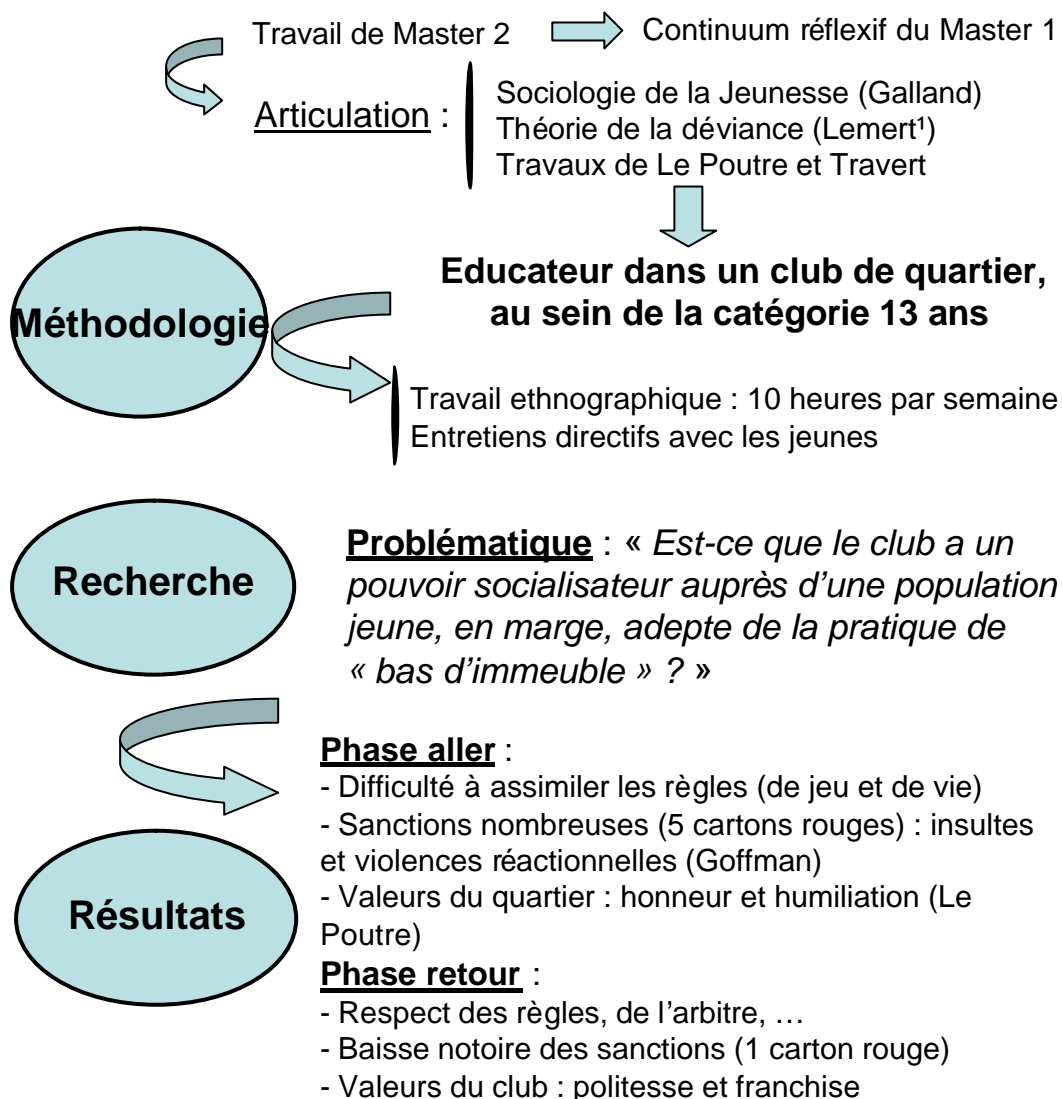 Travail de Master 2
Continuum réflexif du Master 1
Articulation :
Sociologie de la Jeunesse (Galland)
Théorie de la déviance (Lemert¹)
Travaux de Le Poutre et Travert
Educateur dans un club de quartier,
au sein de la catégorie 13 ans
Méthodologie
Travail ethnographique : 10 heures par semaine
Entretiens directifs avec les jeunes
Recherche
Problématique : « Est-ce que le club a un
pouvoir socialisateur auprès d’une population
jeune, en marge, adepte de la pratique de
« bas d’immeuble » ? »
Résultats
Phase aller :
- Difficulté à assimiler les règles (de jeu et de vie)
- Sanctions nombreuses (5 cartons rouges) : insultes
et violences réactionnelles (Goffman)
- Valeurs du quartier : honneur et humiliation (Le
Poutre)
Phase retour :
- Respect des règles, de l’arbitre, …
- Baisse notoire des sanctions (1 carton rouge)
- Valeurs du club : politesse et franchise